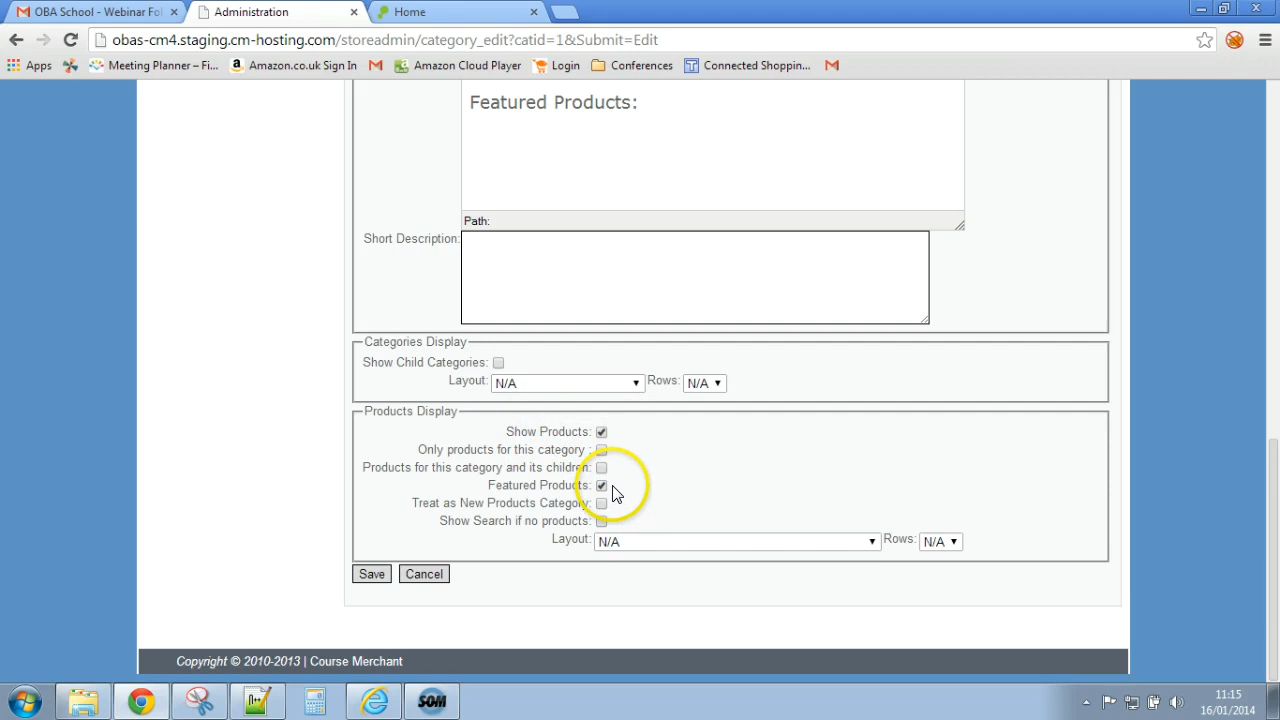 OBA School - Webinar Fol
Administration
Home
obas-cm4.staging.cm-hosting.com/storeadmin/category_edit?catid=1&Submit=Edit
Apps
Meeting Planner – Fi...
Amazon.co.uk Sign In
Amazon Cloud Player
Login
Conferences
Connected Shoppin...
Featured Products:
Path:
Short Description:
Categories Display
Show Child Categories:
Layout: N/A Rows: N/A
Products Display
Show Products:
Only products for this category :
Products for this category and its children:
Featured Products:
Treat as New Products Category:
Show Search if no products:
Layout: N/A Rows: N/A
Save Cancel
Copyright © 2010-2013 | Course Merchant
SOM
11:15
16/01/2014